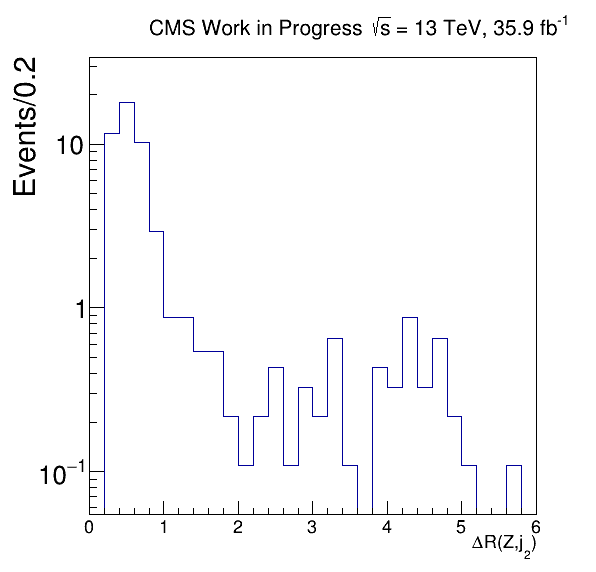 CMS Work in Progress √s = 13 TeV, 35.9 fb⁻¹
Events/0.2
10
1
10⁻¹
0 1 2 3 4 5 6
ΔR(Z,j₂)